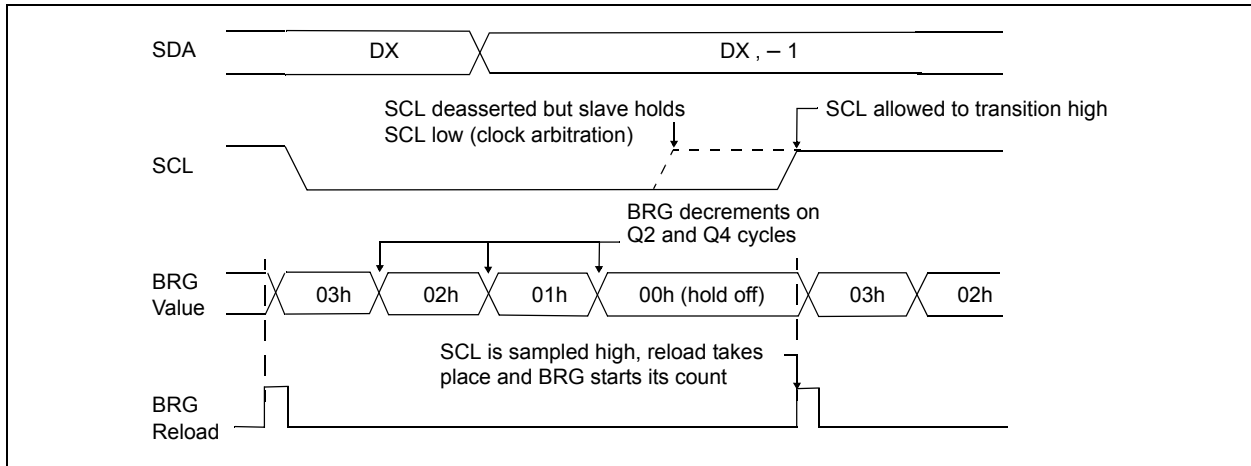 SDA
DX
DX , – 1
SCL deasserted but slave holds
SCL low (clock arbitration)
SCL allowed to transition high
SCL
BRG decrements on
Q2 and Q4 cycles
BRG
Value
03h
02h
01h
00h (hold off)
03h
02h
SCL is sampled high, reload takes
place and BRG starts its count
BRG
Reload